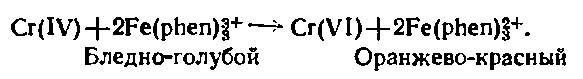 Cr(IV)+2Fe(phen)₃³⁺ ⟶ Cr(VI)+2Fe(phen)₃²⁺.
Бледно-голубой Оранжево-красный